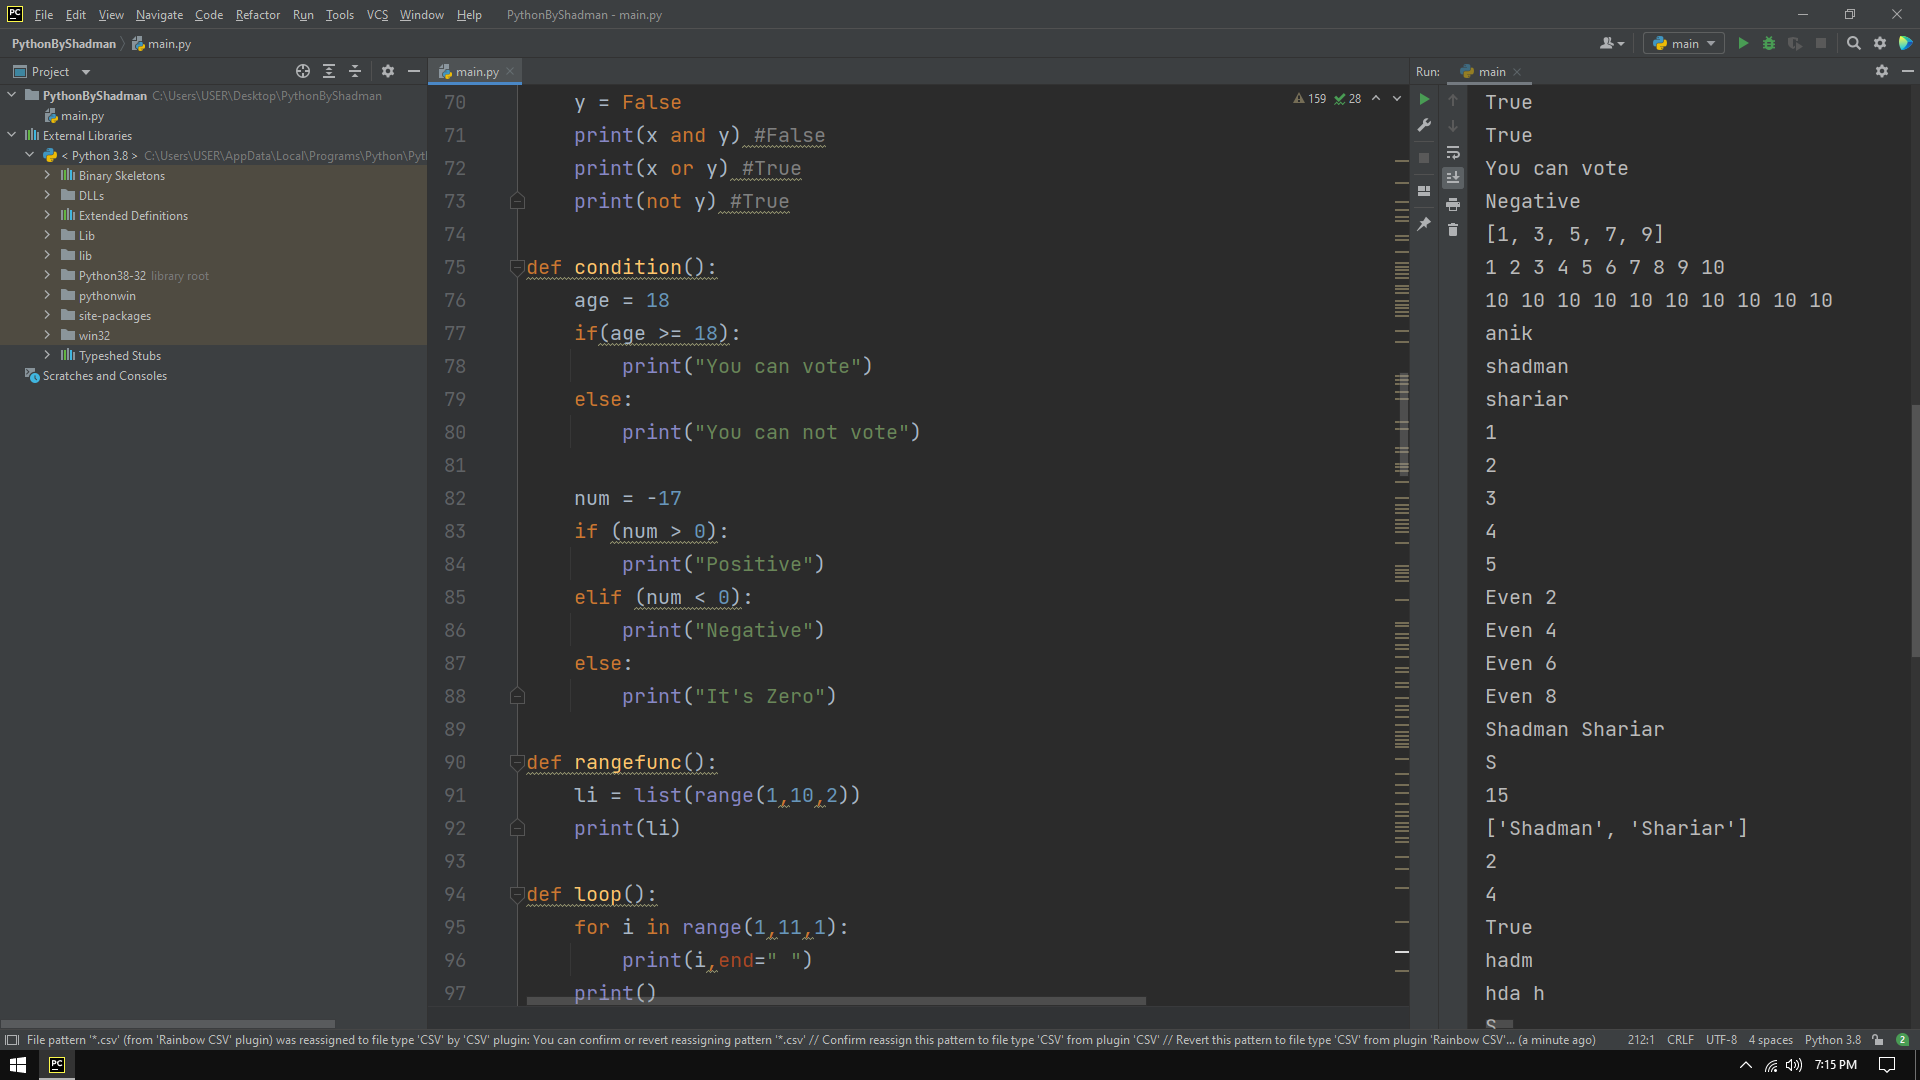 PC File Edit View Navigate Code Refactor Run Tools VCS Window Help PythonByShadman - main.py
PythonByShadman main.py main
Project
PythonByShadman C:\Users\USER\Desktop\PythonByShadman
main.py
External Libraries
< Python 3.8 > C:\Users\USER\AppData\Local\Programs\Python\Pyt
Binary Skeletons
DLLs
Extended Definitions
Lib
lib
Python38-32 library root
pythonwin
site-packages
win32
Typeshed Stubs
Scratches and Consoles
main.py
159 28
70 y = False
71 print(x and y) #False
72 print(x or y) #True
73 print(not y) #True
74
75 def condition():
76 age = 18
77 if(age >= 18):
78 print("You can vote")
79 else:
80 print("You can not vote")
81
82 num = -17
83 if (num > 0):
84 print("Positive")
85 elif (num < 0):
86 print("Negative")
87 else:
88 print("It's Zero")
89
90 def rangefunc():
91 li = list(range(1,10,2))
92 print(li)
93
94 def loop():
95 for i in range(1,11,1):
96 print(i,end=" ")
97 print()
Run: main
True
True
You can vote
Negative
[1, 3, 5, 7, 9]
1 2 3 4 5 6 7 8 9 10
10 10 10 10 10 10 10 10 10 10
anik
shadman
shariar
1
2
3
4
5
Even 2
Even 4
Even 6
Even 8
Shadman Shariar
S
15
['Shadman', 'Shariar']
2
4
True
hadm
hda h
S
File pattern '*.csv' (from 'Rainbow CSV' plugin) was reassigned to file type 'CSV' by 'CSV' plugin: You can confirm or revert reassigning pattern '*.csv' // Confirm reassign this pattern to file type 'CSV' from plugin 'CSV' // Revert this pattern to file type 'CSV' from plugin 'Rainbow CSV'... (a minute ago) 212:1 CRLF UTF-8 4 spaces Python 3.8 2
PC 7:15 PM